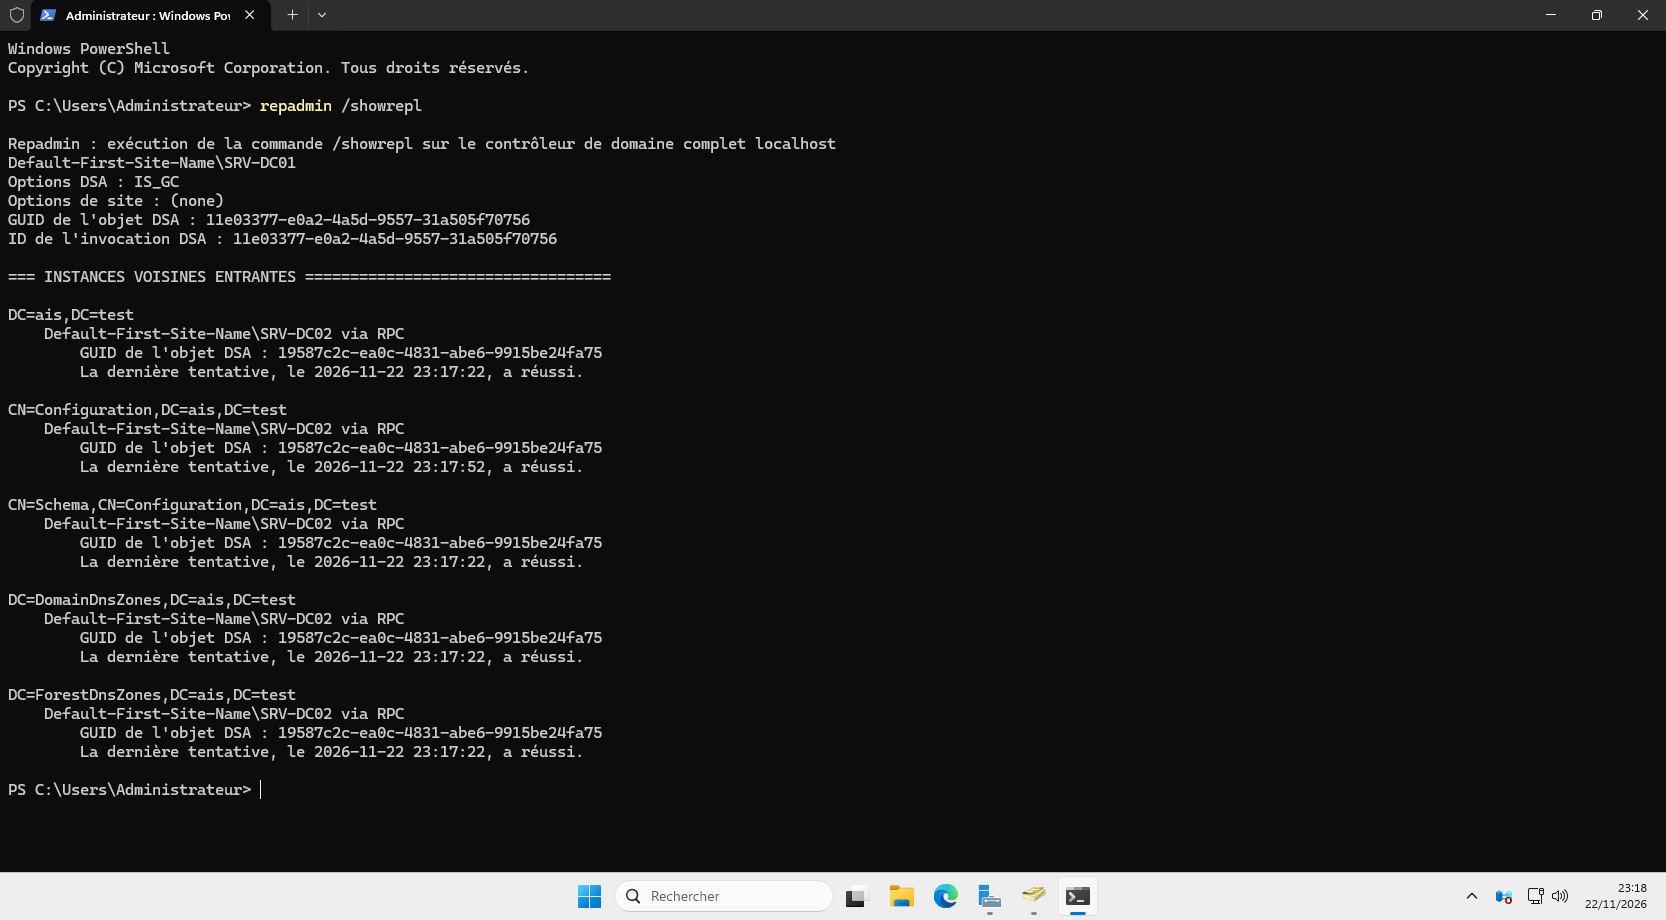 Administrateur : Windows Pov
Windows PowerShell
Copyright (C) Microsoft Corporation. Tous droits réservés.
PS C:\Users\Administrateur> repadmin /showrepl
Repadmin : exécution de la commande /showrepl sur le contrôleur de domaine complet localhost
Default-First-Site-Name\SRV-DC01
Options DSA : IS_GC
Options de site : (none)
GUID de l'objet DSA : 11e03377-e0a2-4a5d-9557-31a505f70756
ID de l'invocation DSA : 11e03377-e0a2-4a5d-9557-31a505f70756
=== INSTANCES VOISINES ENTRANTES ==================================
DC=ais,DC=test
Default-First-Site-Name\SRV-DC02 via RPC
GUID de l'objet DSA : 19587c2c-ea0c-4831-abe6-9915be24fa75
La dernière tentative, le 2026-11-22 23:17:22, a réussi.
CN=Configuration,DC=ais,DC=test
Default-First-Site-Name\SRV-DC02 via RPC
GUID de l'objet DSA : 19587c2c-ea0c-4831-abe6-9915be24fa75
La dernière tentative, le 2026-11-22 23:17:52, a réussi.
CN=Schema,CN=Configuration,DC=ais,DC=test
Default-First-Site-Name\SRV-DC02 via RPC
GUID de l'objet DSA : 19587c2c-ea0c-4831-abe6-9915be24fa75
La dernière tentative, le 2026-11-22 23:17:22, a réussi.
DC=DomainDnsZones,DC=ais,DC=test
Default-First-Site-Name\SRV-DC02 via RPC
GUID de l'objet DSA : 19587c2c-ea0c-4831-abe6-9915be24fa75
La dernière tentative, le 2026-11-22 23:17:22, a réussi.
DC=ForestDnsZones,DC=ais,DC=test
Default-First-Site-Name\SRV-DC02 via RPC
GUID de l'objet DSA : 19587c2c-ea0c-4831-abe6-9915be24fa75
La dernière tentative, le 2026-11-22 23:17:22, a réussi.
PS C:\Users\Administrateur>
Rechercher
23:18
22/11/2026